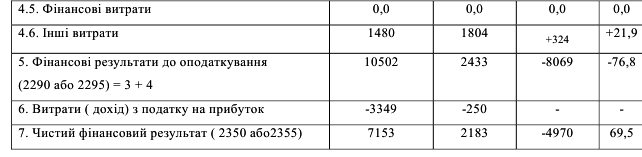 4.5. Фінансові витрати 0,0 0,0 0,0 0,0
4.6. Інші витрати 1480 1804 +324 +21,9
5. Фінансові результати до оподаткування 10502 2433 -8069 -76,8
(2290 або 2295) = 3 + 4
6. Витрати ( дохід) з податку на прибуток -3349 -250 - -
7. Чистий фінансовий результат ( 2350 або2355) 7153 2183 -4970 69,5